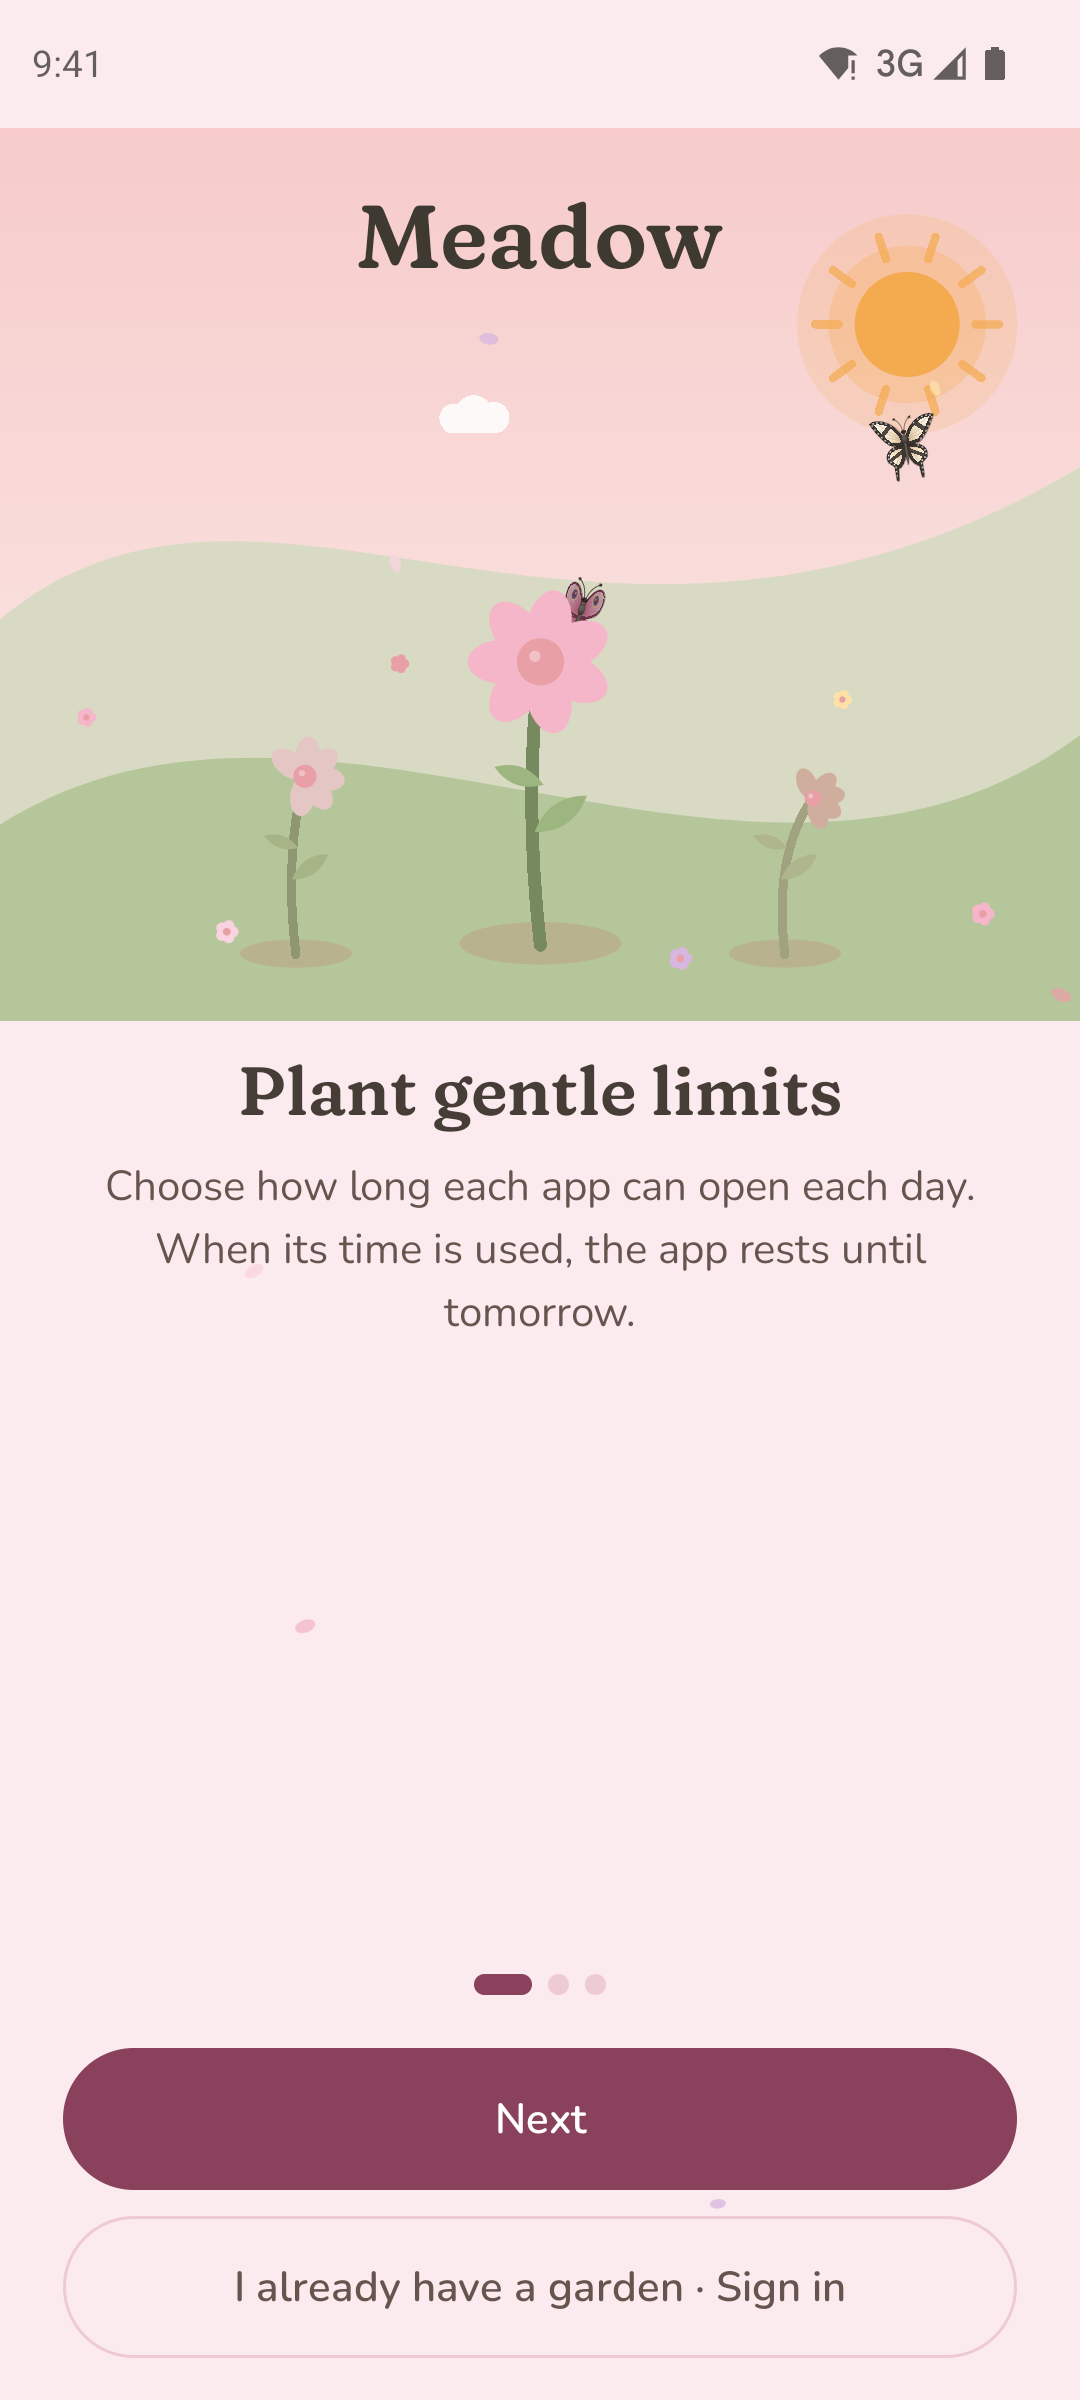 9:41
3G
Meadow
Plant gentle limits
Choose how long each app can open each day.
When its time is used, the app rests until
tomorrow.
Next
I already have a garden · Sign in